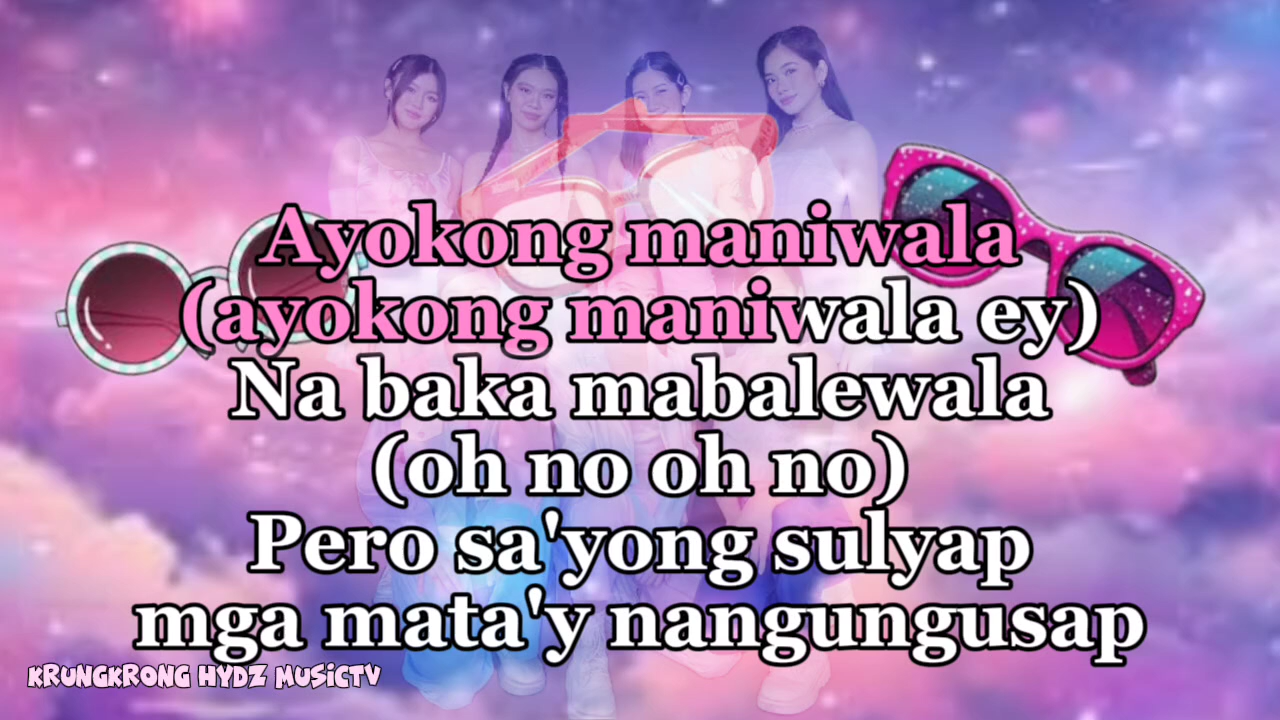 Ayokong maniwala
(ayokong maniwala ey)
Na baka mabalewala
(oh no oh no)
Pero sa'yong sulyap
mga mata'y nangungusap
KRUNGKRONG HYDZ MUSICTV